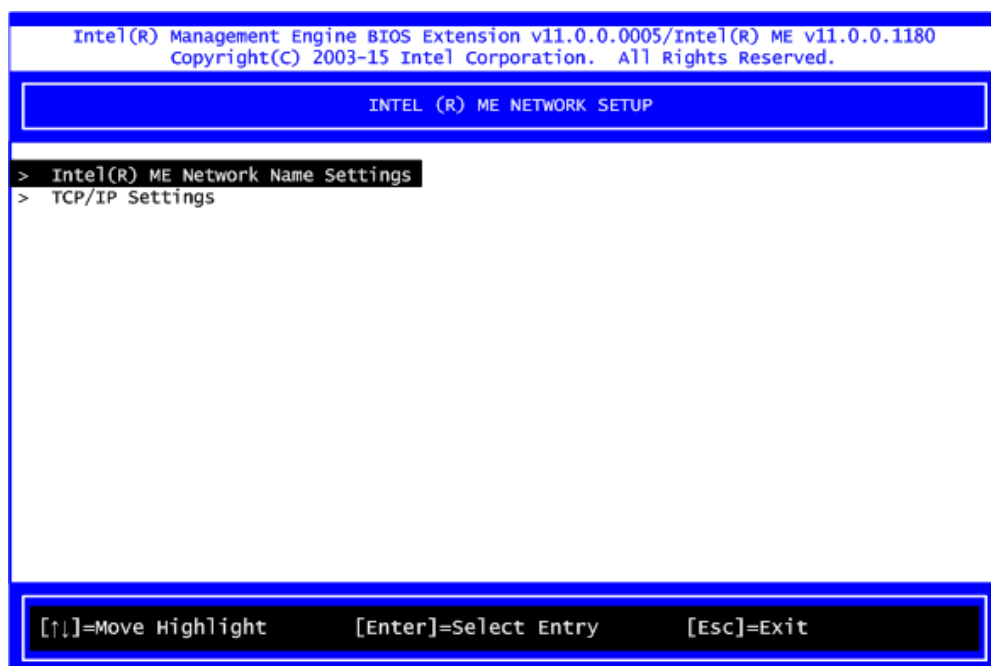 Intel(R) Management Engine BIOS Extension v11.0.0.0005/Intel(R) ME v11.0.0.1180
Copyright(C) 2003-15 Intel Corporation. All Rights Reserved.
INTEL (R) ME NETWORK SETUP
> Intel(R) ME Network Name Settings
> TCP/IP Settings
[↑↓]=Move Highlight [Enter]=Select Entry [Esc]=Exit